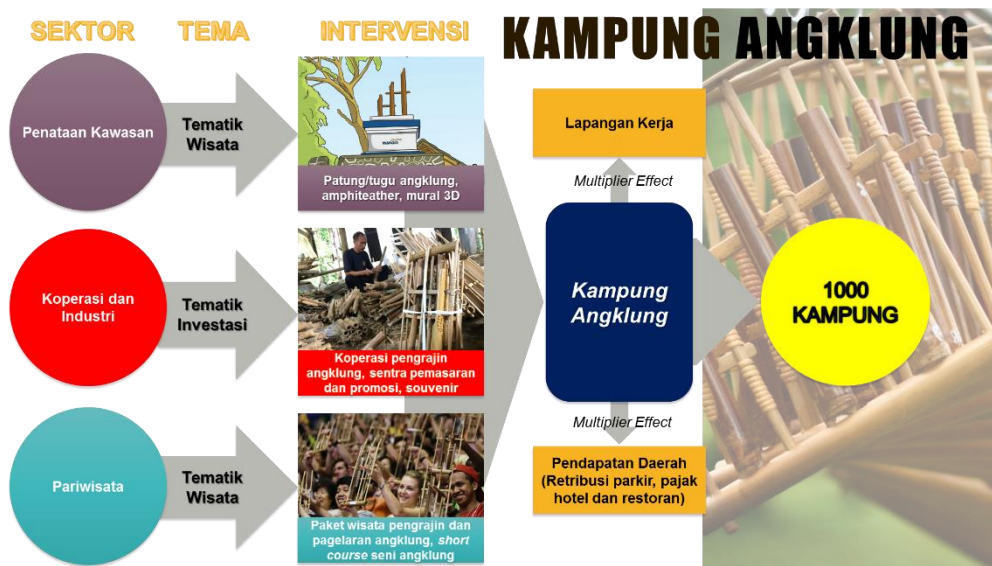 SEKTOR
TEMA
INTERVENSI
KAMPUNG ANGKLUNG
Penataan Kawasan
Tematik
Wisata
mandiri
Patung/tugu angklung,
amphiteather, mural 3D
Koperasi dan
Industri
Tematik
Investasi
Koperasi pengrajin
angklung, sentra pemasaran
dan promosi, souvenir
Pariwisata
Tematik
Wisata
Paket wisata pengrajin dan
pagelaran angklung, short
course seni angklung
Lapangan Kerja
Multiplier Effect
Kampung
Angklung
Multiplier Effect
Pendapatan Daerah
(Retribusi parkir, pajak
hotel dan restoran)
1000
KAMPUNG